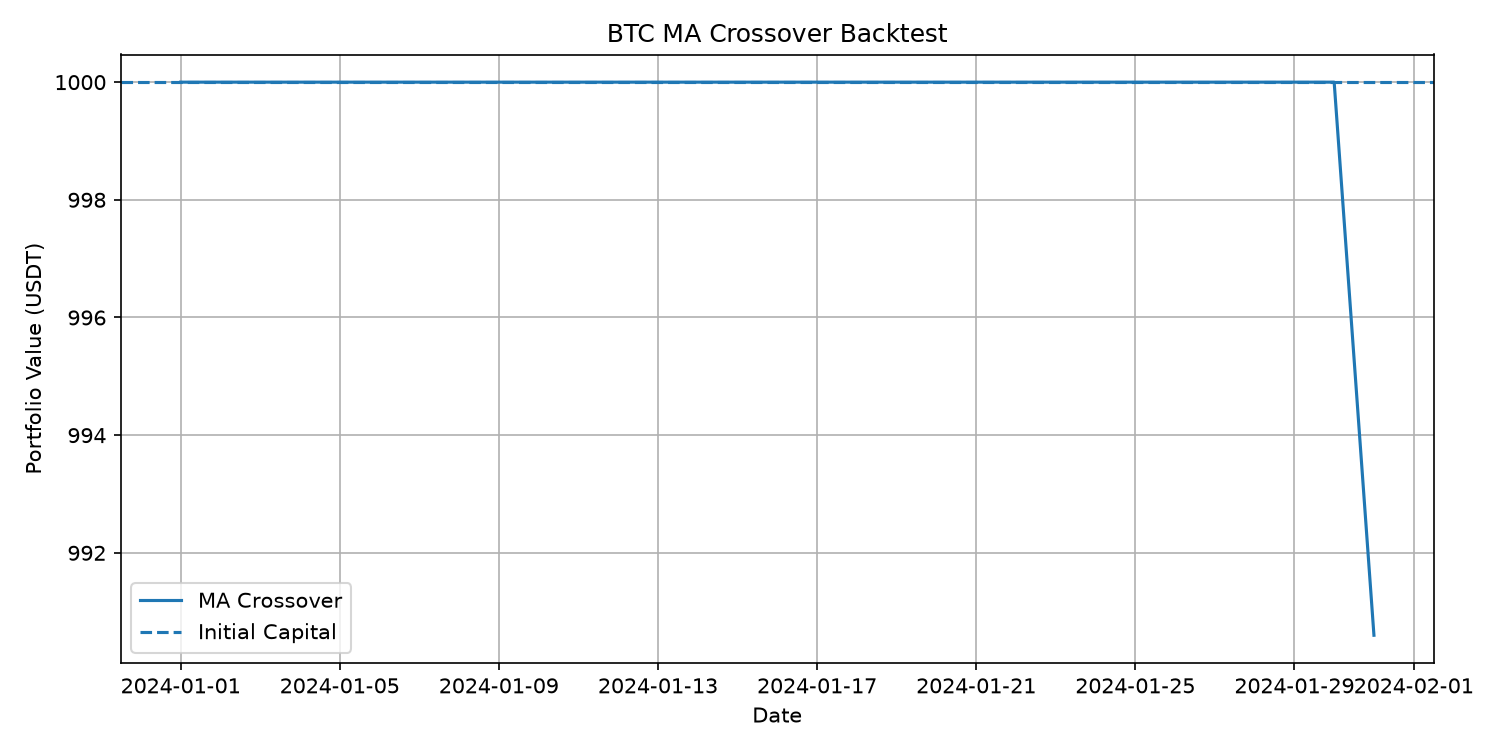 BTC MA Crossover Backtest
Portfolio Value (USDT)
1000
998
996
994
992
MA Crossover
Initial Capital
2024-01-01 2024-01-05 2024-01-09 2024-01-13 2024-01-17 2024-01-21 2024-01-25 2024-01-29 2024-02-01
Date